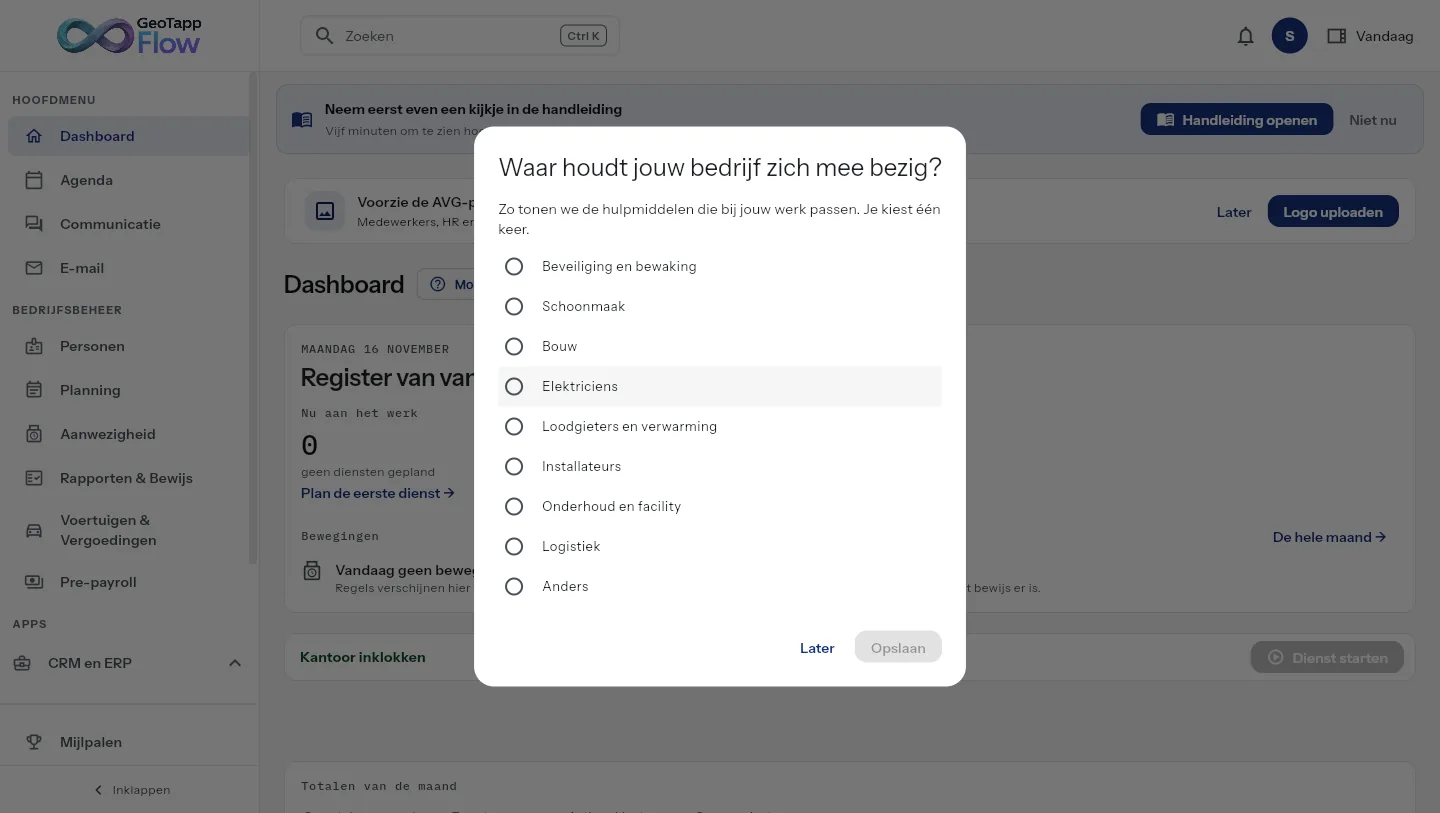 GeoTapp
Flow
Zoeken
Ctrl K
S
Vandaag
HOOFDMENU
Dashboard
Agenda
Communicatie
E-mail
BEDRIJFSBEHEER
Personen
Planning
Aanwezigheid
Rapporten & Bewijs
Voertuigen &
Vergoedingen
Pre-payroll
APPS
CRM en ERP
Mijlpalen
Inklappen
Neem eerst even een kijkje in de handleiding
Vijf minuten om te zien
Handleiding openen
Niet nu
Voorzie de AVG-
Medewerkers, HR
Later
Logo uploaden
Dashboard
MAANDAG 16 NOVEMBER
Register van
Nu aan het werk
0
geen diensten gepland
Plan de eerste dienst →
Bewegingen
De hele maand →
Vandaag geen
Regels verschijnen hier
bewijs er is.
Kantoor inklokken
Dienst starten
Totalen van de maand
Waar houdt jouw bedrijf zich mee bezig?
Zo tonen we de hulpmiddelen die bij jouw werk passen. Je kiest één
keer.
Beveiliging en bewaking
Schoonmaak
Bouw
Elektriciens
Loodgieters en verwarming
Installateurs
Onderhoud en facility
Logistiek
Anders
Later
Opslaan